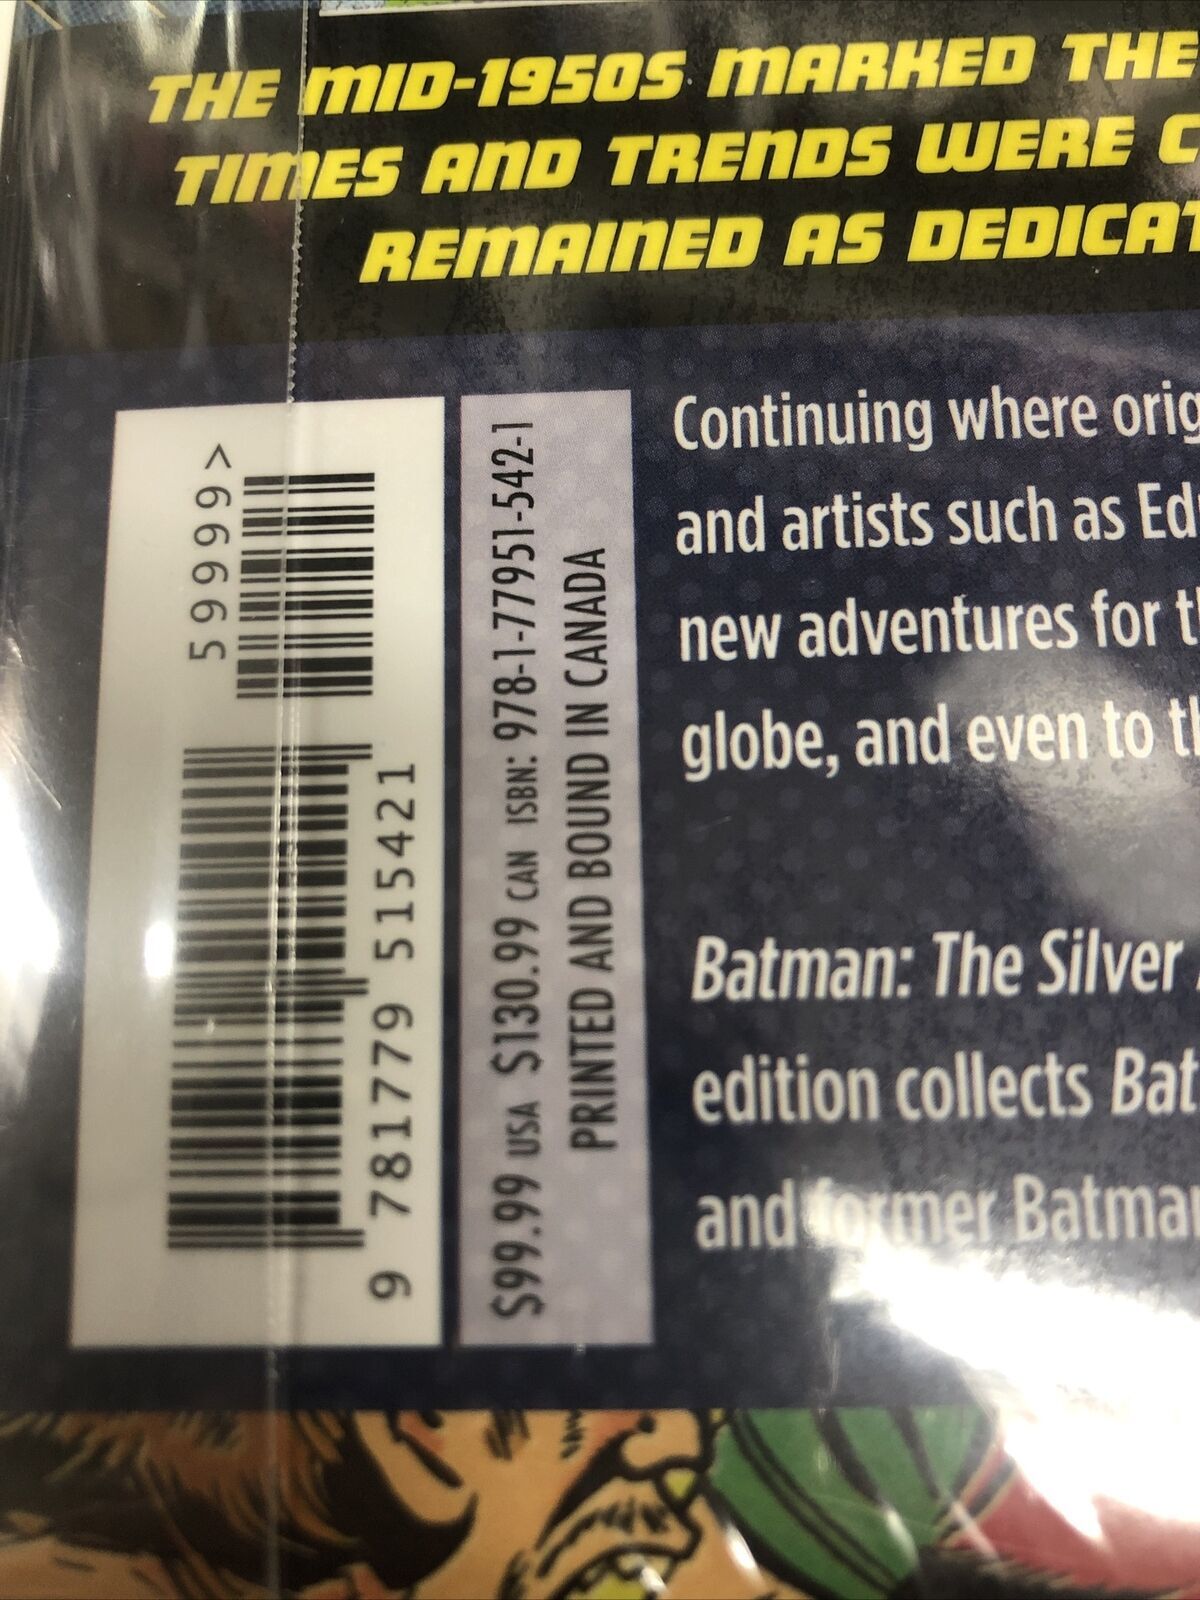 THE MID-1950S MARKED THE
TIMES AND TRENDS WERE C
REMAINED AS DEDICAT
Continuing where orig
and artists such as Ed
new adventures for t
globe, and even to t
Batman: The Silver
edition collects Bat
and former Batma
$99.99 USA $130.99 CAN ISBN: 978-1-77951-542-1
PRINTED AND BOUND IN CANADA
9 781779 515421
59999>